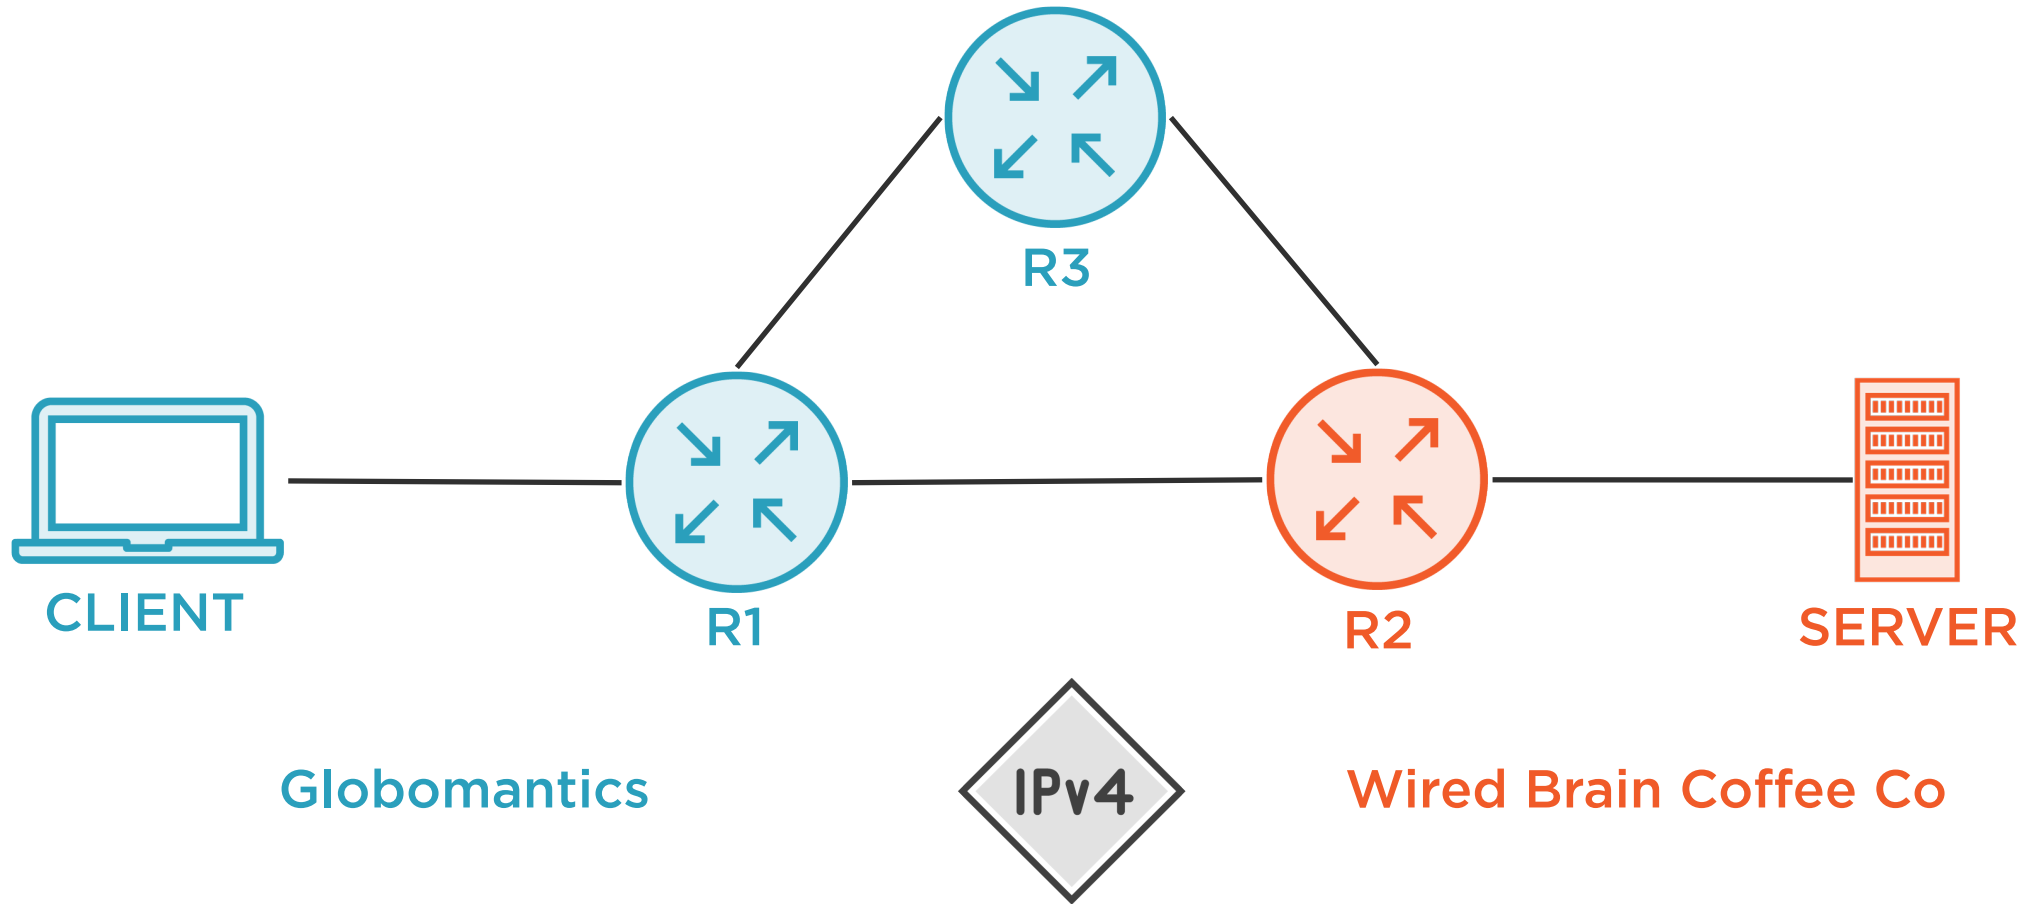 R3
CLIENT
R1
R2
SERVER
Globomantics
IPv4
Wired Brain Coffee Co